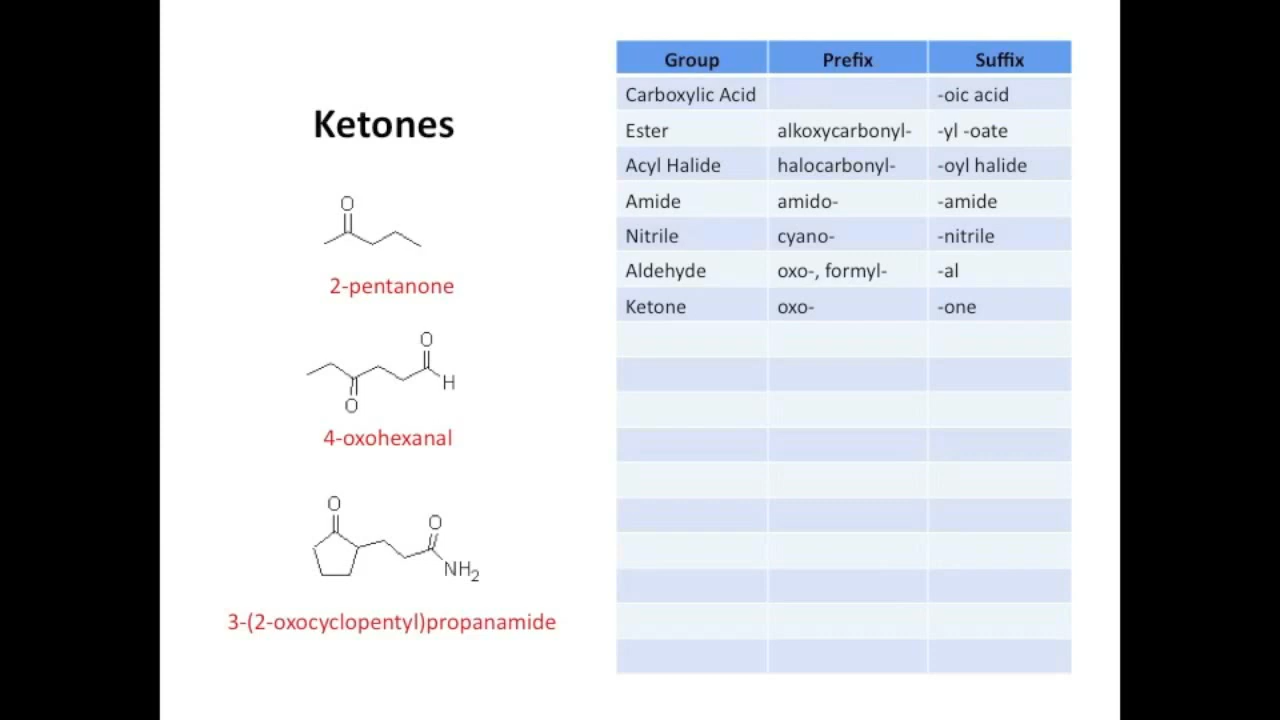 Ketones
O
2-pentanone
O
H
O
4-oxohexanal
O
O
NH2
3-(2-oxocyclopentyl)propanamide
Group Prefix Suffix
Carboxylic Acid -oic acid
Ester alkoxycarbonyl- -yl -oate
Acyl Halide halocarbonyl- -oyl halide
Amide amido- -amide
Nitrile cyano- -nitrile
Aldehyde oxo-, formyl- -al
Ketone oxo- -one